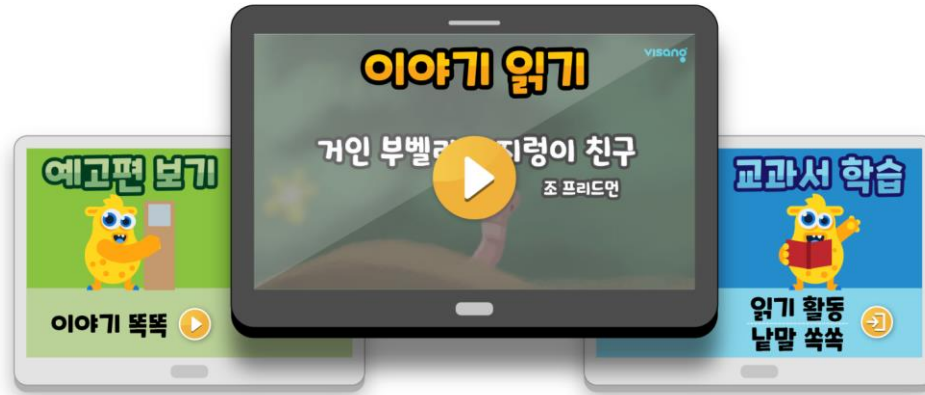 이야기 읽기
visang
거인 부벨 지렁이 친구
조 프리드먼
예고편 보기
이야기 똑똑
교과서 학습
읽기 활동
낱말 쏙쏙